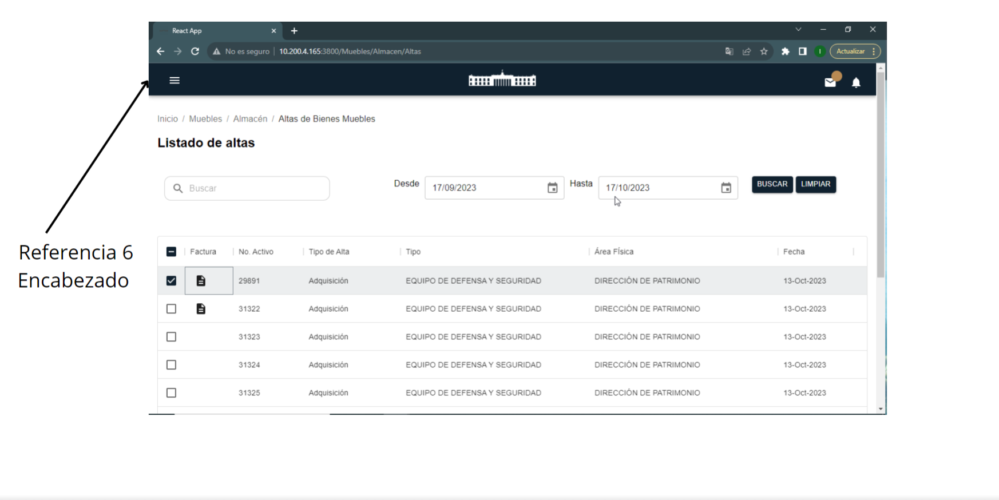 React App
No es seguro | 10.200.4.165:3800/Muebles/Almacen/Altas
I
Actualizar
Inicio / Muebles / Almacén / Altas de Bienes Muebles
Listado de altas
Buscar Desde 17/09/2023 Hasta 17/10/2023 BUSCAR LIMPIAR
Referencia 6
Encabezado
Factura No. Activo Tipo de Alta Tipo Área FÍsica Fecha
29891 Adquisición EQUIPO DE DEFENSA Y SEGURIDAD DIRECCIÓN DE PATRIMONIO 13-Oct-2023
31322 Adquisición EQUIPO DE DEFENSA Y SEGURIDAD DIRECCIÓN DE PATRIMONIO 13-Oct-2023
31323 Adquisición EQUIPO DE DEFENSA Y SEGURIDAD DIRECCIÓN DE PATRIMONIO 13-Oct-2023
31324 Adquisición EQUIPO DE DEFENSA Y SEGURIDAD DIRECCIÓN DE PATRIMONIO 13-Oct-2023
31325 Adquisición EQUIPO DE DEFENSA Y SEGURIDAD DIRECCIÓN DE PATRIMONIO 13-Oct-2023